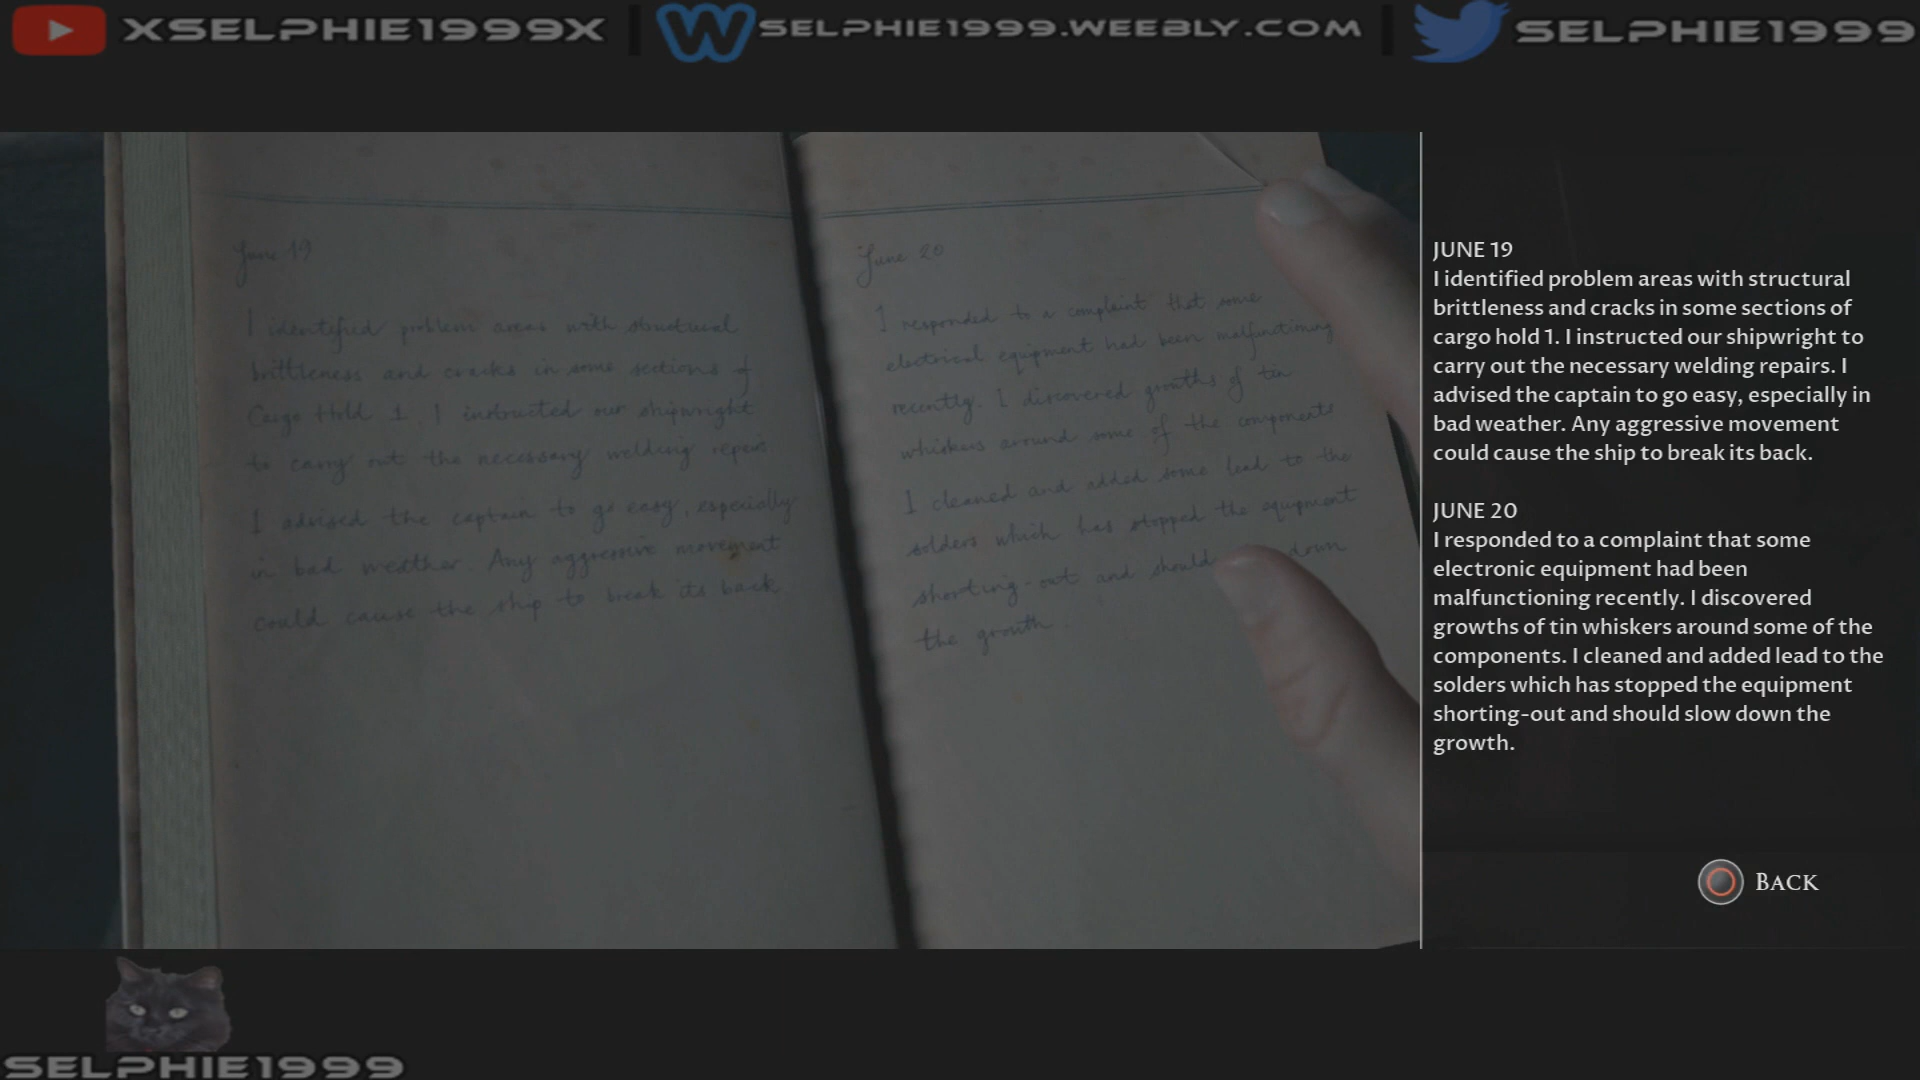 XSELPHIE1999X | SELPHIE1999.WEEBLY.COM | SELPHIE1999
June 19
I identified problem areas with structural
brittleness and cracks in some sections of
Cargo Hold 1. I instructed our shipwright
to carry out the necessary welding repairs
I advised the captain to go easy, especially
in bad weather Any aggressive movement
could cause the ship to break its back
June 20
I responded to a complaint that some
electrical equipment had been malfunctioning
recently. I discovered growths of tin
whiskers around some of the components
I cleaned and added some lead to the
solders which has stopped the equipment
shorting-out and should down
the growth.
JUNE 19
I identified problem areas with structural
brittleness and cracks in some sections of
cargo hold 1. I instructed our shipwright to
carry out the necessary welding repairs. I
advised the captain to go easy, especially in
bad weather. Any aggressive movement
could cause the ship to break its back.
JUNE 20
I responded to a complaint that some
electronic equipment had been
malfunctioning recently. I discovered
growths of tin whiskers around some of the
components. I cleaned and added lead to the
solders which has stopped the equipment
shorting-out and should slow down the
growth.
BACK
SELPHIE1999